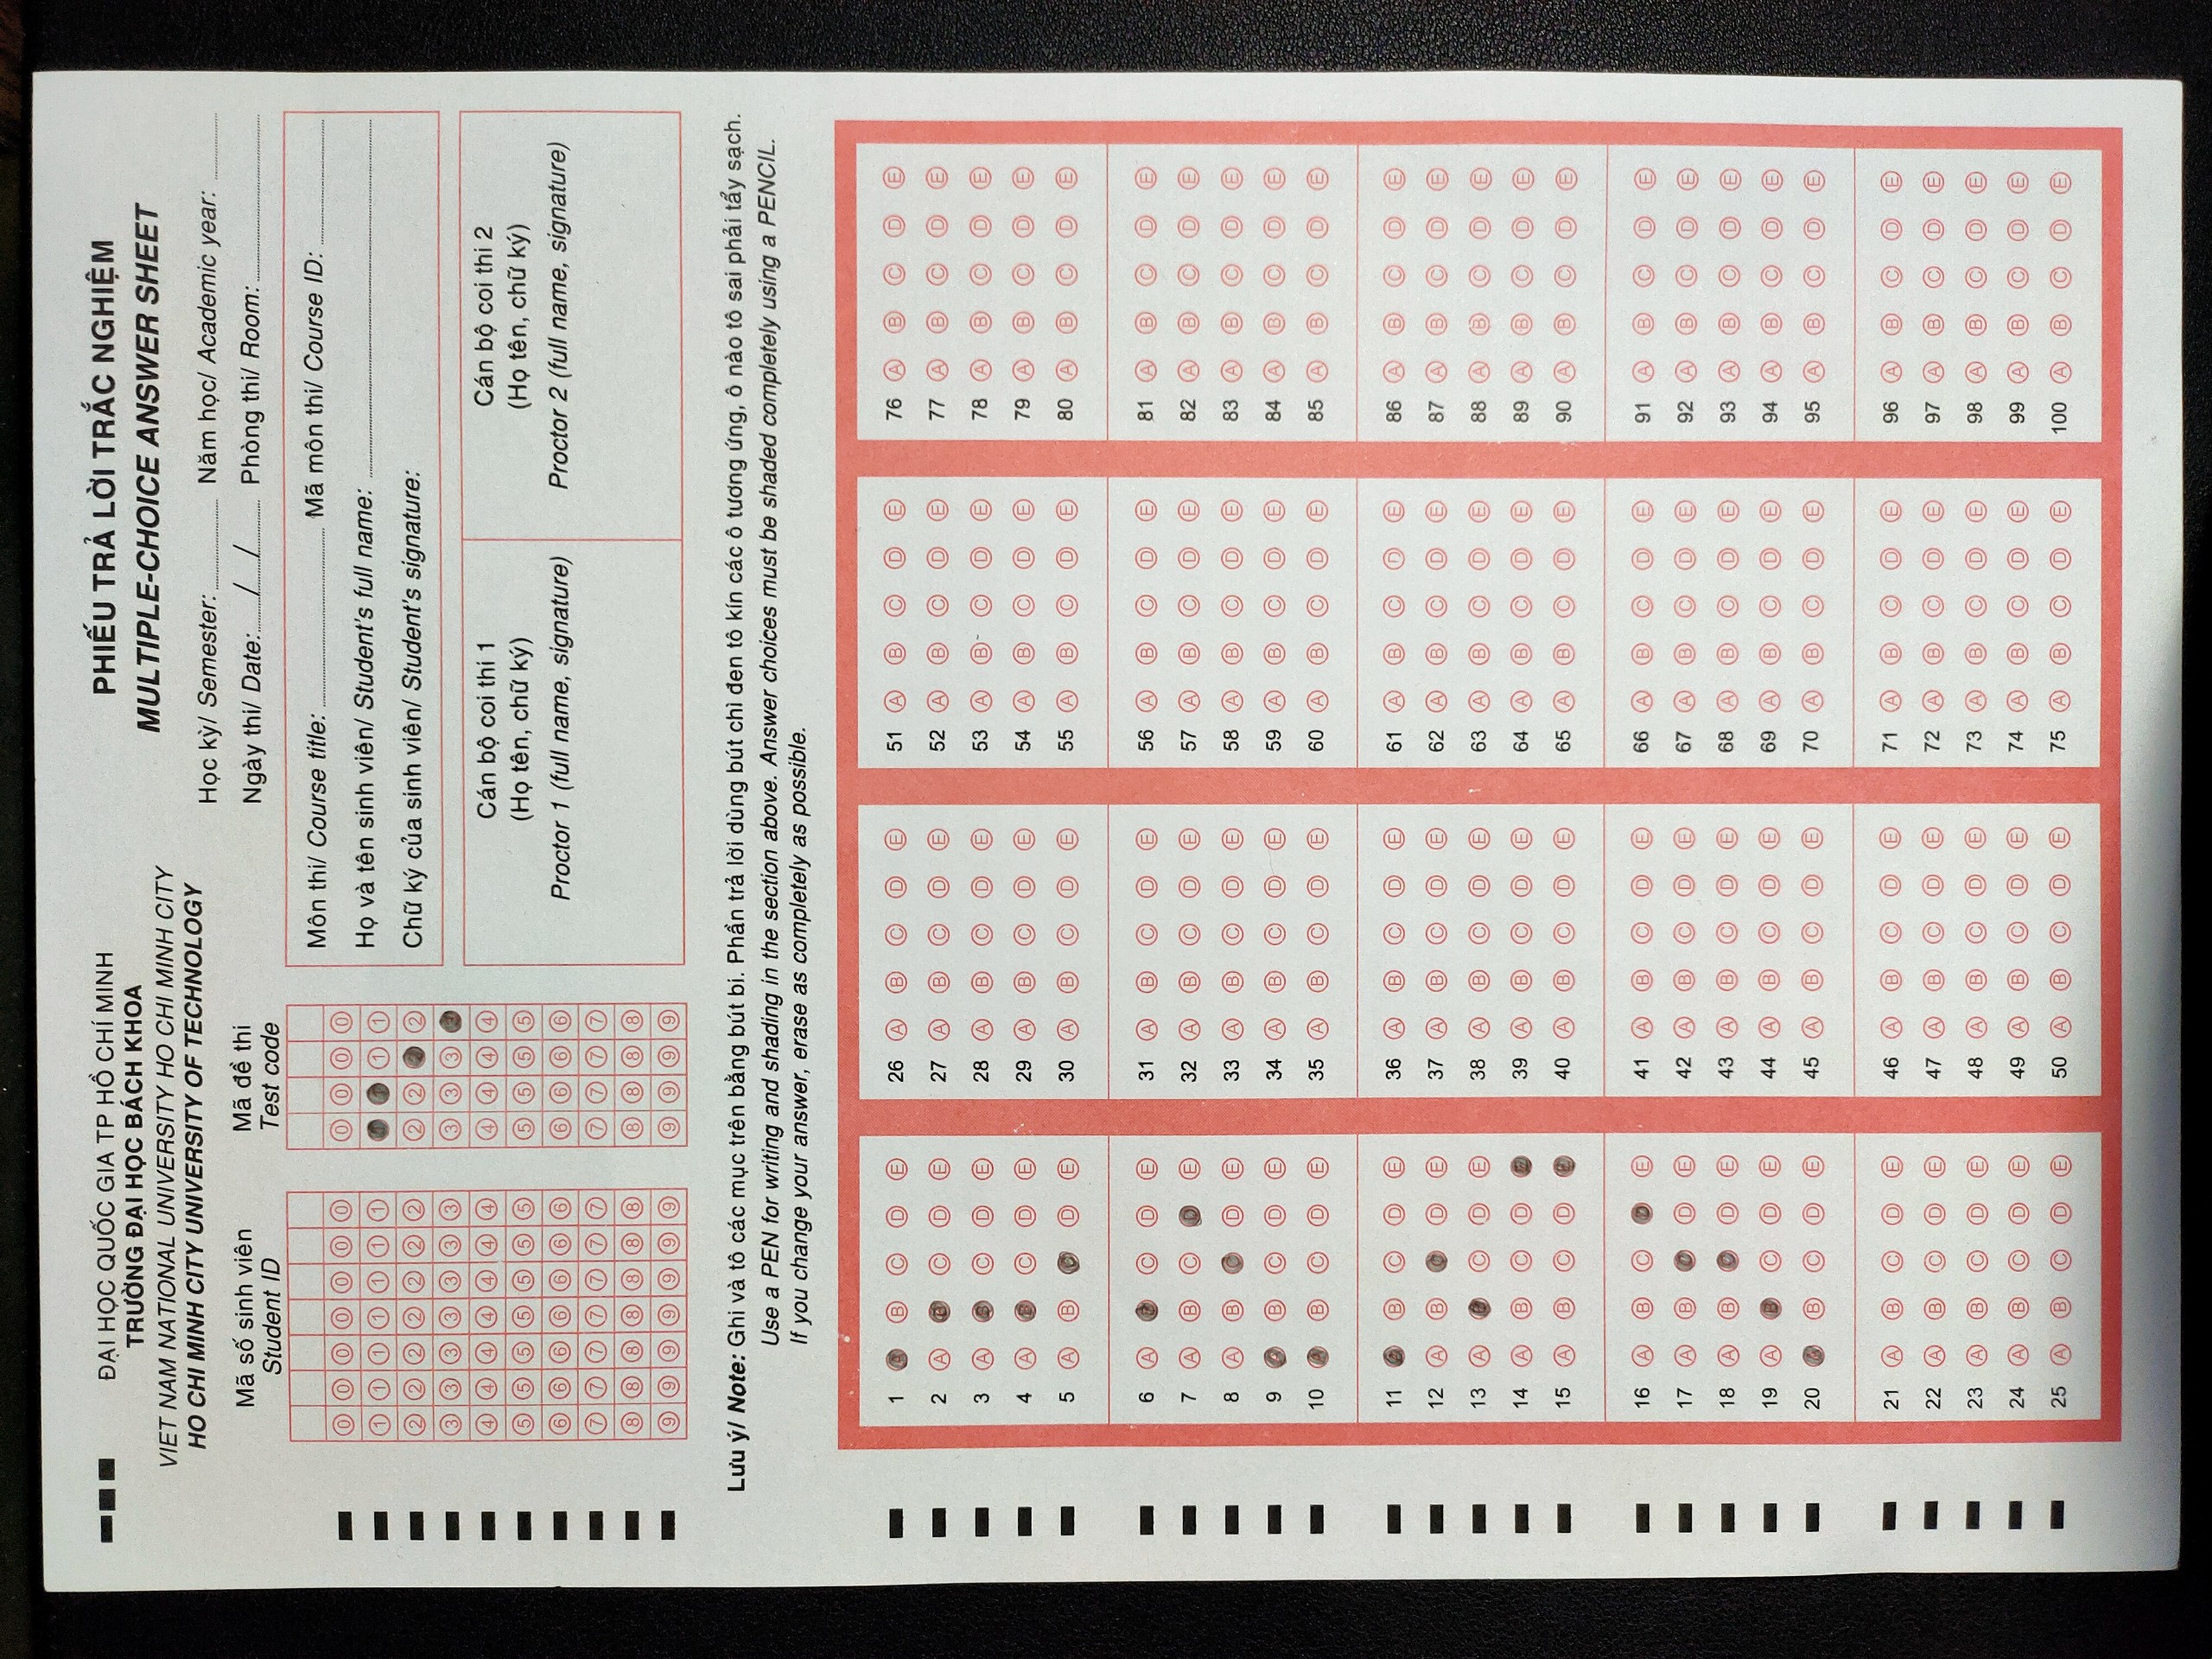 ĐẠI HỌC QUỐC GIA TP HỒ CHÍ MINH
TRƯỜNG ĐẠI HỌC BÁCH KHOA
VIET NAM NATIONAL UNIVERSITY HO CHI MINH CITY
HO CHI MINH CITY UNIVERSITY OF TECHNOLOGY
PHIẾU TRẢ LỜI TRẮC NGHIỆM
MULTIPLE-CHOICE ANSWER SHEET
Học kỳ/ Semester: Năm học/ Academic year:
Ngày thi/ Date: / / Phòng thi/ Room:
Mã số sinh viên
Student ID
Mã đề thi
Test code
0 0 0 0 0 0 0 0 0 0 0
1 1 1 1 1 1 1 1 1 1 1
2 2 2 2 2 2 2 2 2 2 2
3 3 3 3 3 3 3 3 3 3 3
4 4 4 4 4 4 4 4 4 4 4
5 5 5 5 5 5 5 5 5 5 5
6 6 6 6 6 6 6 6 6 6 6
7 7 7 7 7 7 7 7 7 7 7
8 8 8 8 8 8 8 8 8 8 8
9 9 9 9 9 9 9 9 9 9 9
Môn thi/ Course title: Mã môn thi/ Course ID:
Họ và tên sinh viên/ Student's full name:
Chữ ký của sinh viên/ Student's signature:
Cán bộ coi thi 1
(Họ tên, chữ ký)
Proctor 1 (full name, signature)
Cán bộ coi thi 2
(Họ tên, chữ ký)
Proctor 2 (full name, signature)
Lưu ý/ Note: Ghi và tô các mục trên bằng bút bi. Phần trả lời dùng bút chì đen tô kín các ô tương ứng, ô nào tô sai phải tẩy sạch.
Use a PEN for writing and shading in the section above. Answer choices must be shaded completely using a PENCIL.
If you change your answer, erase as completely as possible.
1 A B C D E
2 A B C D E
3 A B C D E
4 A B C D E
5 A B C D E
6 A B C D E
7 A B C D E
8 A B C D E
9 A B C D E
10 A B C D E
11 A B C D E
12 A B C D E
13 A B C D E
14 A B C D E
15 A B C D E
16 A B C D E
17 A B C D E
18 A B C D E
19 A B C D E
20 A B C D E
21 A B C D E
22 A B C D E
23 A B C D E
24 A B C D E
25 A B C D E
26 A B C D E
27 A B C D E
28 A B C D E
29 A B C D E
30 A B C D E
31 A B C D E
32 A B C D E
33 A B C D E
34 A B C D E
35 A B C D E
36 A B C D E
37 A B C D E
38 A B C D E
39 A B C D E
40 A B C D E
41 A B C D E
42 A B C D E
43 A B C D E
44 A B C D E
45 A B C D E
46 A B C D E
47 A B C D E
48 A B C D E
49 A B C D E
50 A B C D E
51 A B C D E
52 A B C D E
53 A B C D E
54 A B C D E
55 A B C D E
56 A B C D E
57 A B C D E
58 A B C D E
59 A B C D E
60 A B C D E
61 A B C D E
62 A B C D E
63 A B C D E
64 A B C D E
65 A B C D E
66 A B C D E
67 A B C D E
68 A B C D E
69 A B C D E
70 A B C D E
71 A B C D E
72 A B C D E
73 A B C D E
74 A B C D E
75 A B C D E
76 A B C D E
77 A B C D E
78 A B C D E
79 A B C D E
80 A B C D E
81 A B C D E
82 A B C D E
83 A B C D E
84 A B C D E
85 A B C D E
86 A B C D E
87 A B C D E
88 A B C D E
89 A B C D E
90 A B C D E
91 A B C D E
92 A B C D E
93 A B C D E
94 A B C D E
95 A B C D E
96 A B C D E
97 A B C D E
98 A B C D E
99 A B C D E
100 A B C D E